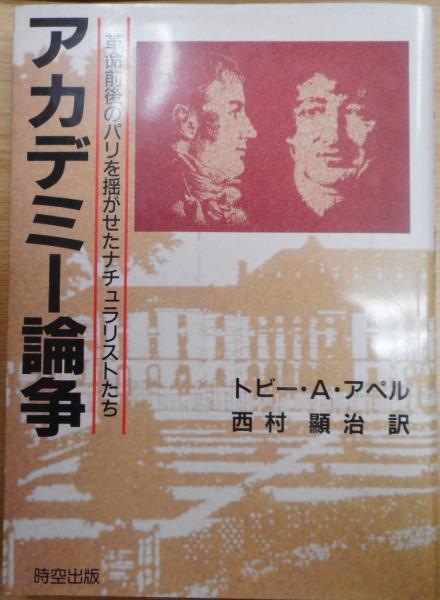 アカデミー論争
革命前後のパリを揺がせたナチュラリストたち
トビー・A・アペル
西村 顯治 訳
時空出版